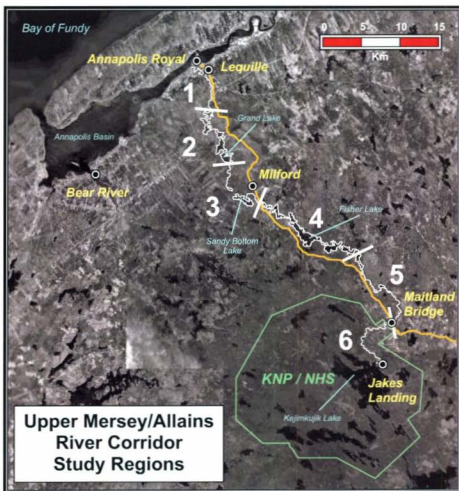 Bay of Fundy
0 5 10 15
Km
Annapolis Royal
Lequille
1
Grand Lake
Annapolis Basin
2
Milford
Bear River
3
4
Fisher Lake
Sandy Bottom
Lake
5
Maitland
Bridge
6
KNP / NHS
Jakes
Landing
Kejimkujik Lake
Upper Mersey/Allains
River Corridor
Study Regions